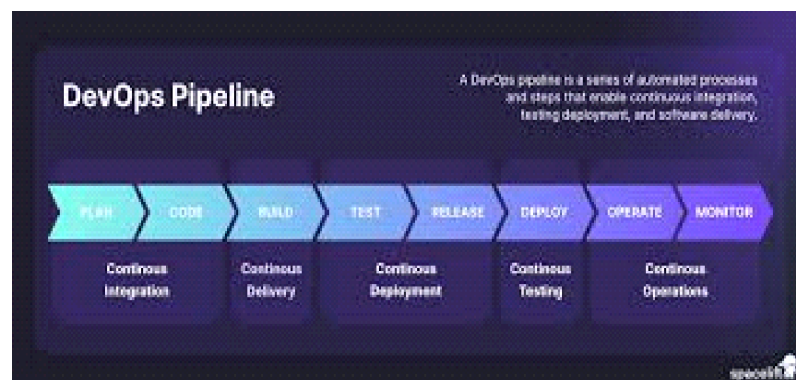 DevOps Pipeline
A DevOps pipeline is a series of automated processes
and steps that enable continuous integration,
testing deployment, and software delivery.
PLAN CODE BUILD TEST RELEASE DEPLOY OPERATE MONITOR
Continous Continous Continous Continous Continous
Integration Delivery Deployment Testing Operations
spacelift